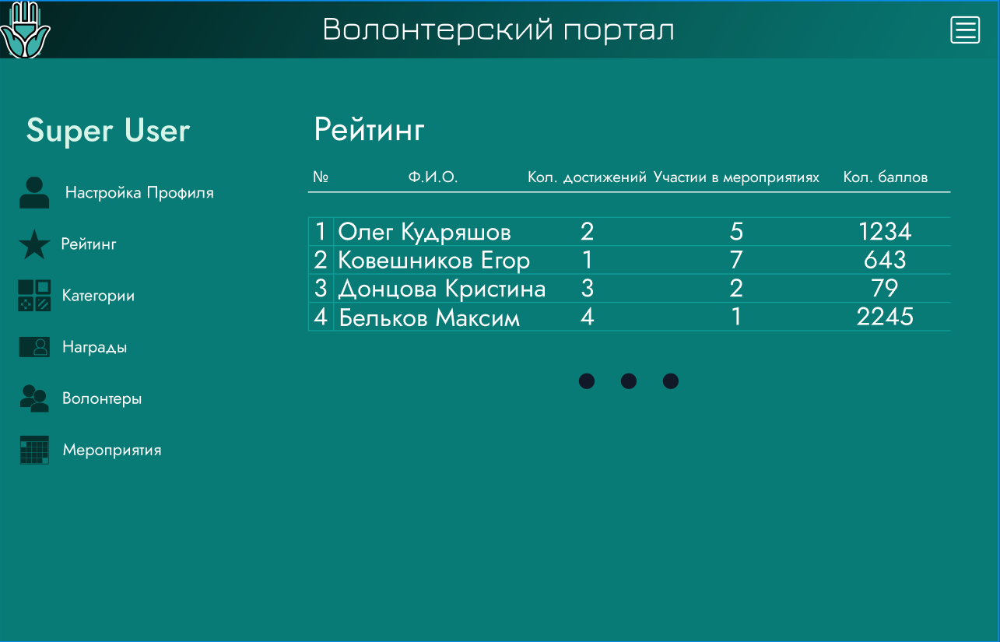 Волонтерский портал
Super User
Настройка Профиля
Рейтинг
Категории
Награды
Волонтеры
Мероприятия
Рейтинг
№ Ф.И.О. Кол. достижений Участии в мероприятиях Кол. баллов
1 Олег Кудряшов 2 5 1234
2 Ковешников Егор 1 7 643
3 Донцова Кристина 3 2 79
4 Бельков Максим 4 1 2245